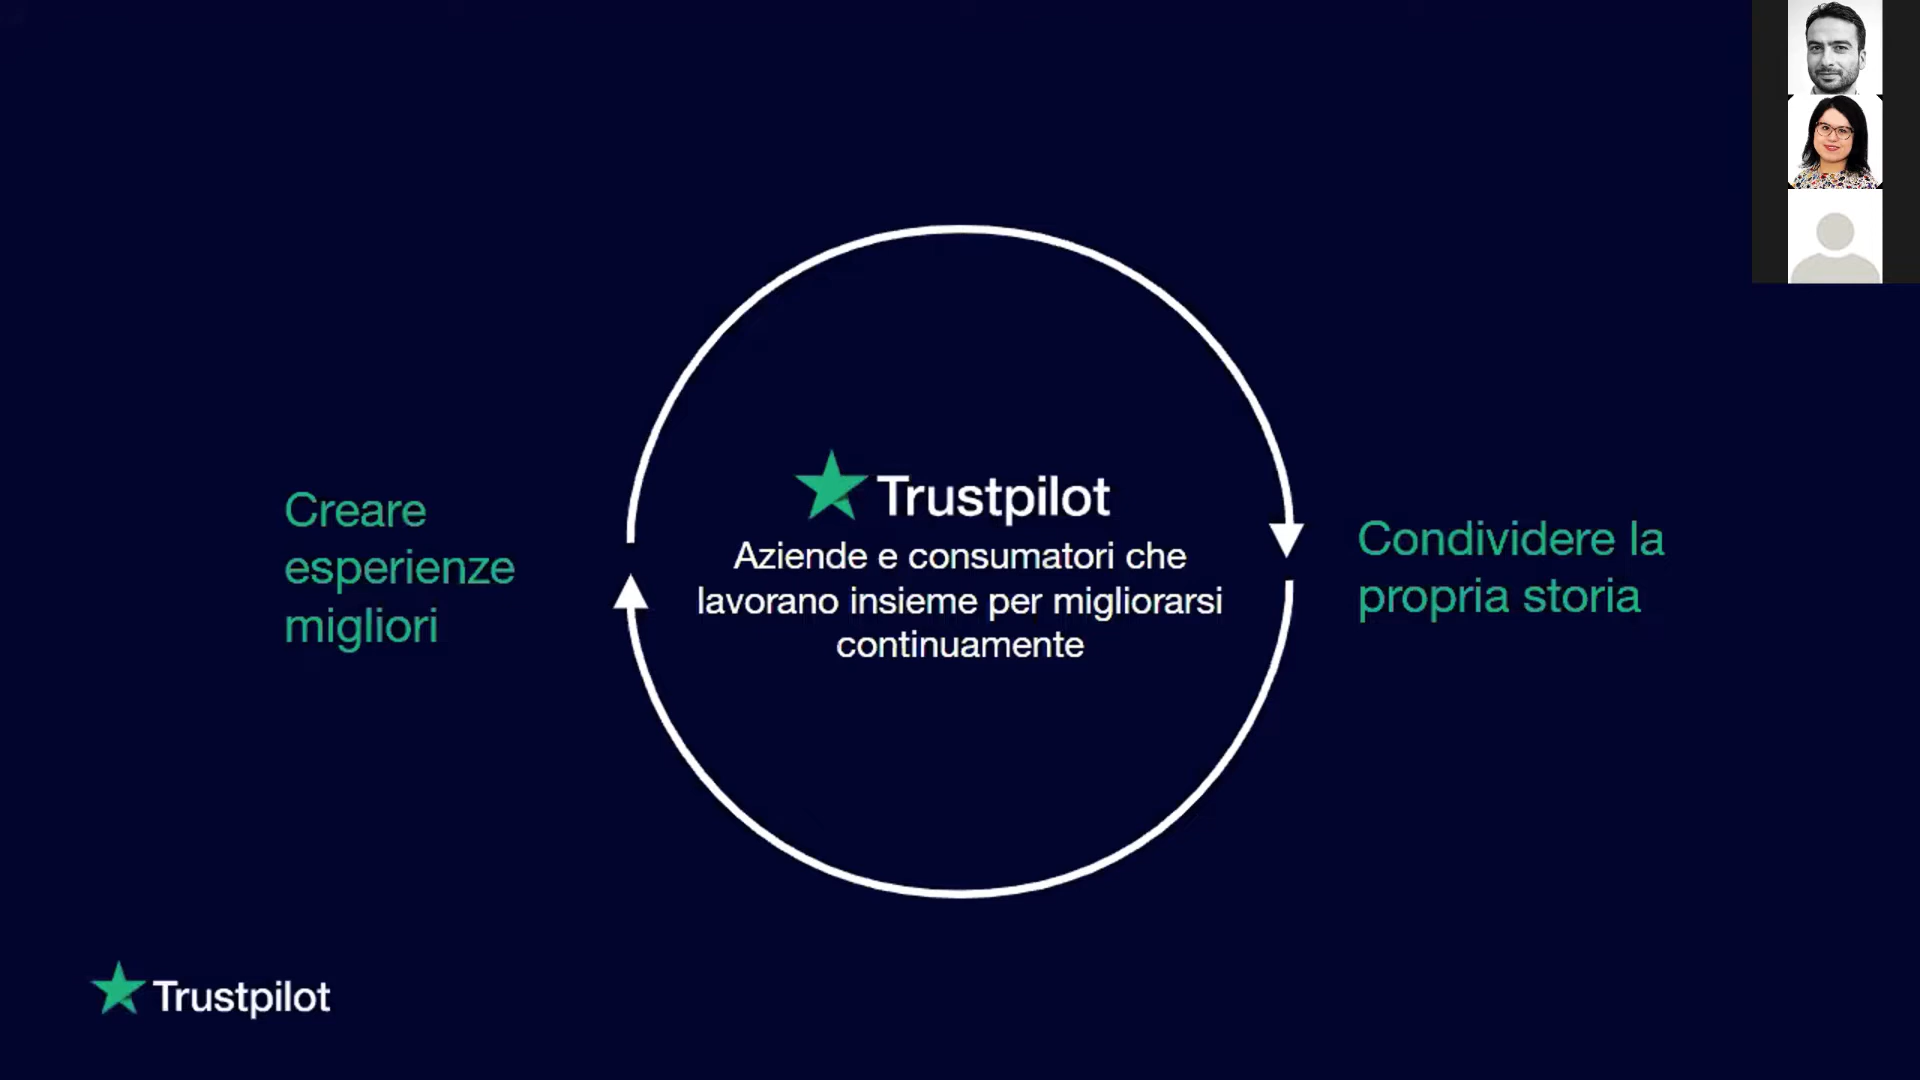 Creare
esperienze
migliori
Trustpilot
Aziende e consumatori che
lavorano insieme per migliorarsi
continuamente
Condividere la
propria storia
Trustpilot